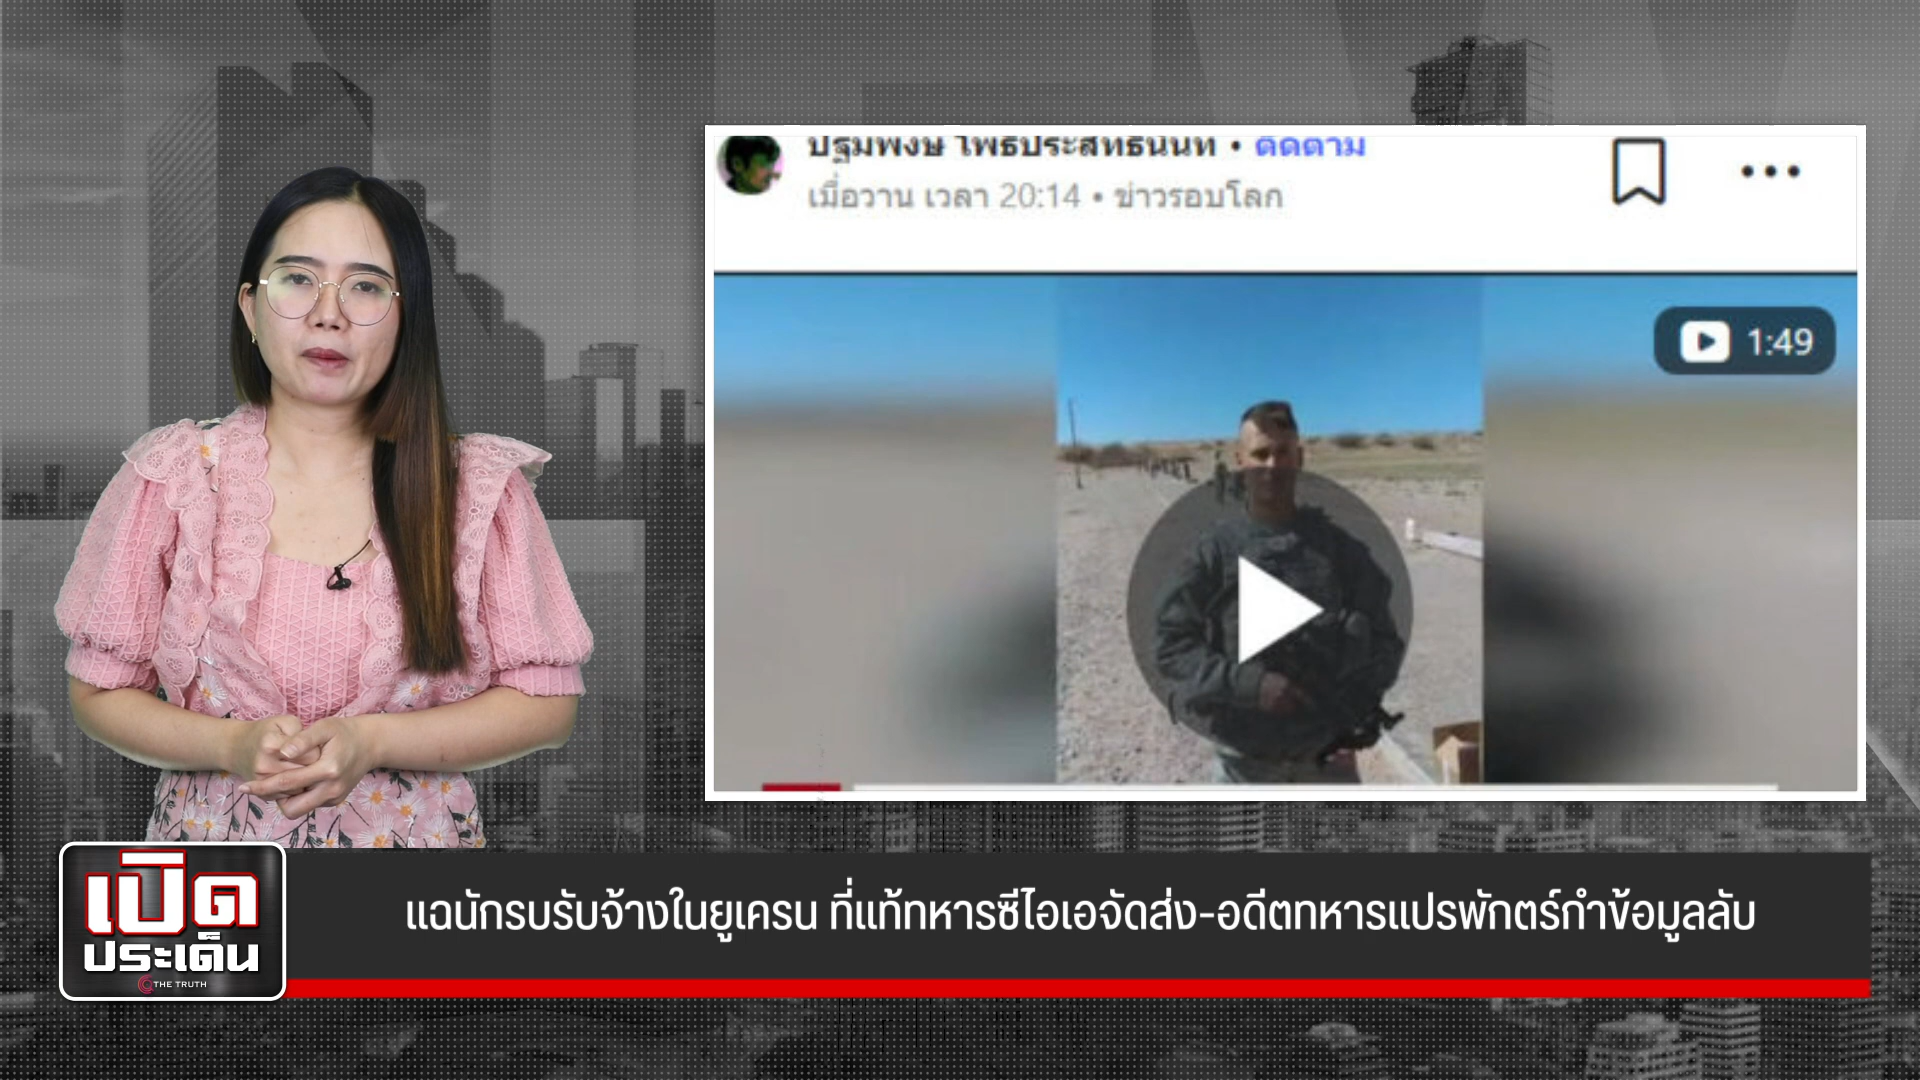 ปฐมพงษ์ โพธิ์ประสิทธินันท์ • ติดตาม
เมื่อวาน เวลา 20:14 • ข่าวรอบโลก
1:49
เปิด
ประเด็น
THE TRUTH
แฉนักรบรับจ้างในยูเครน ที่แท้ทหารซีไอเอจัดส่ง-อดีตทหารแปรพักตร์กำข้อมูลลับ